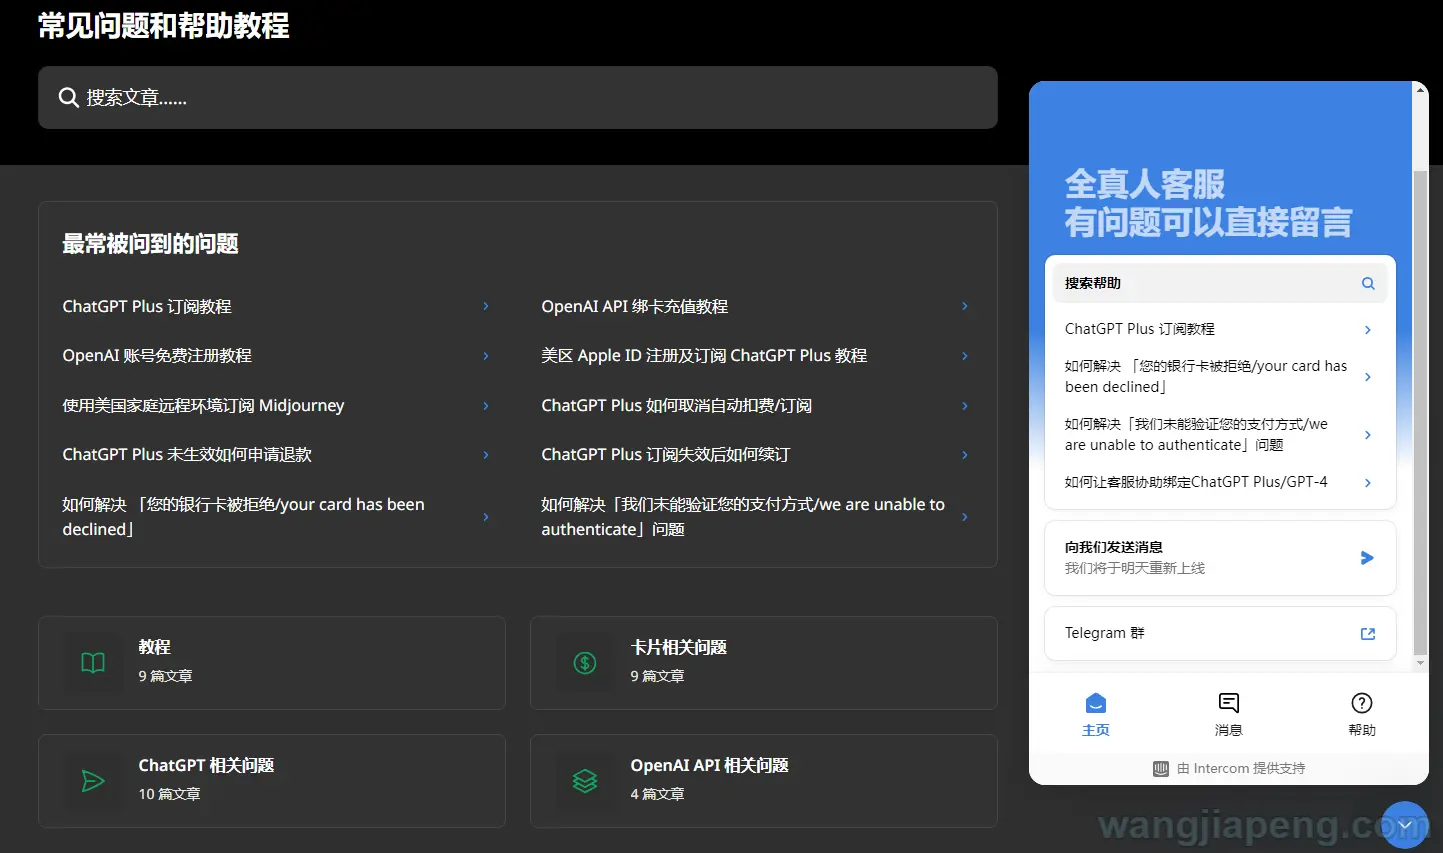 常见问题和帮助教程
搜索文章......
最常被问到的问题
ChatGPT Plus 订阅教程
OpenAI API 绑卡充值教程
OpenAI 账号免费注册教程
美区 Apple ID 注册及订阅 ChatGPT Plus 教程
使用美国家庭远程环境订阅 Midjourney
ChatGPT Plus 如何取消自动扣费/订阅
ChatGPT Plus 未生效如何申请退款
ChatGPT Plus 订阅失效后如何续订
如何解决 「您的银行卡被拒绝/your card has been
declined」
如何解决「我们未能验证您的支付方式/we are unable to
authenticate」问题
教程
9 篇文章
卡片相关问题
9 篇文章
ChatGPT 相关问题
10 篇文章
OpenAI API 相关问题
4 篇文章
全真人客服
有问题可以直接留言
搜索帮助
ChatGPT Plus 订阅教程
如何解决 「您的银行卡被拒绝/your card has
been declined」
如何解决「我们未能验证您的支付方式/we
are unable to authenticate」问题
如何让客服协助绑定ChatGPT Plus/GPT-4
向我们发送消息
我们将于明天重新上线
Telegram 群
主页
消息
帮助
由 Intercom 提供支持
wangjiapeng.com